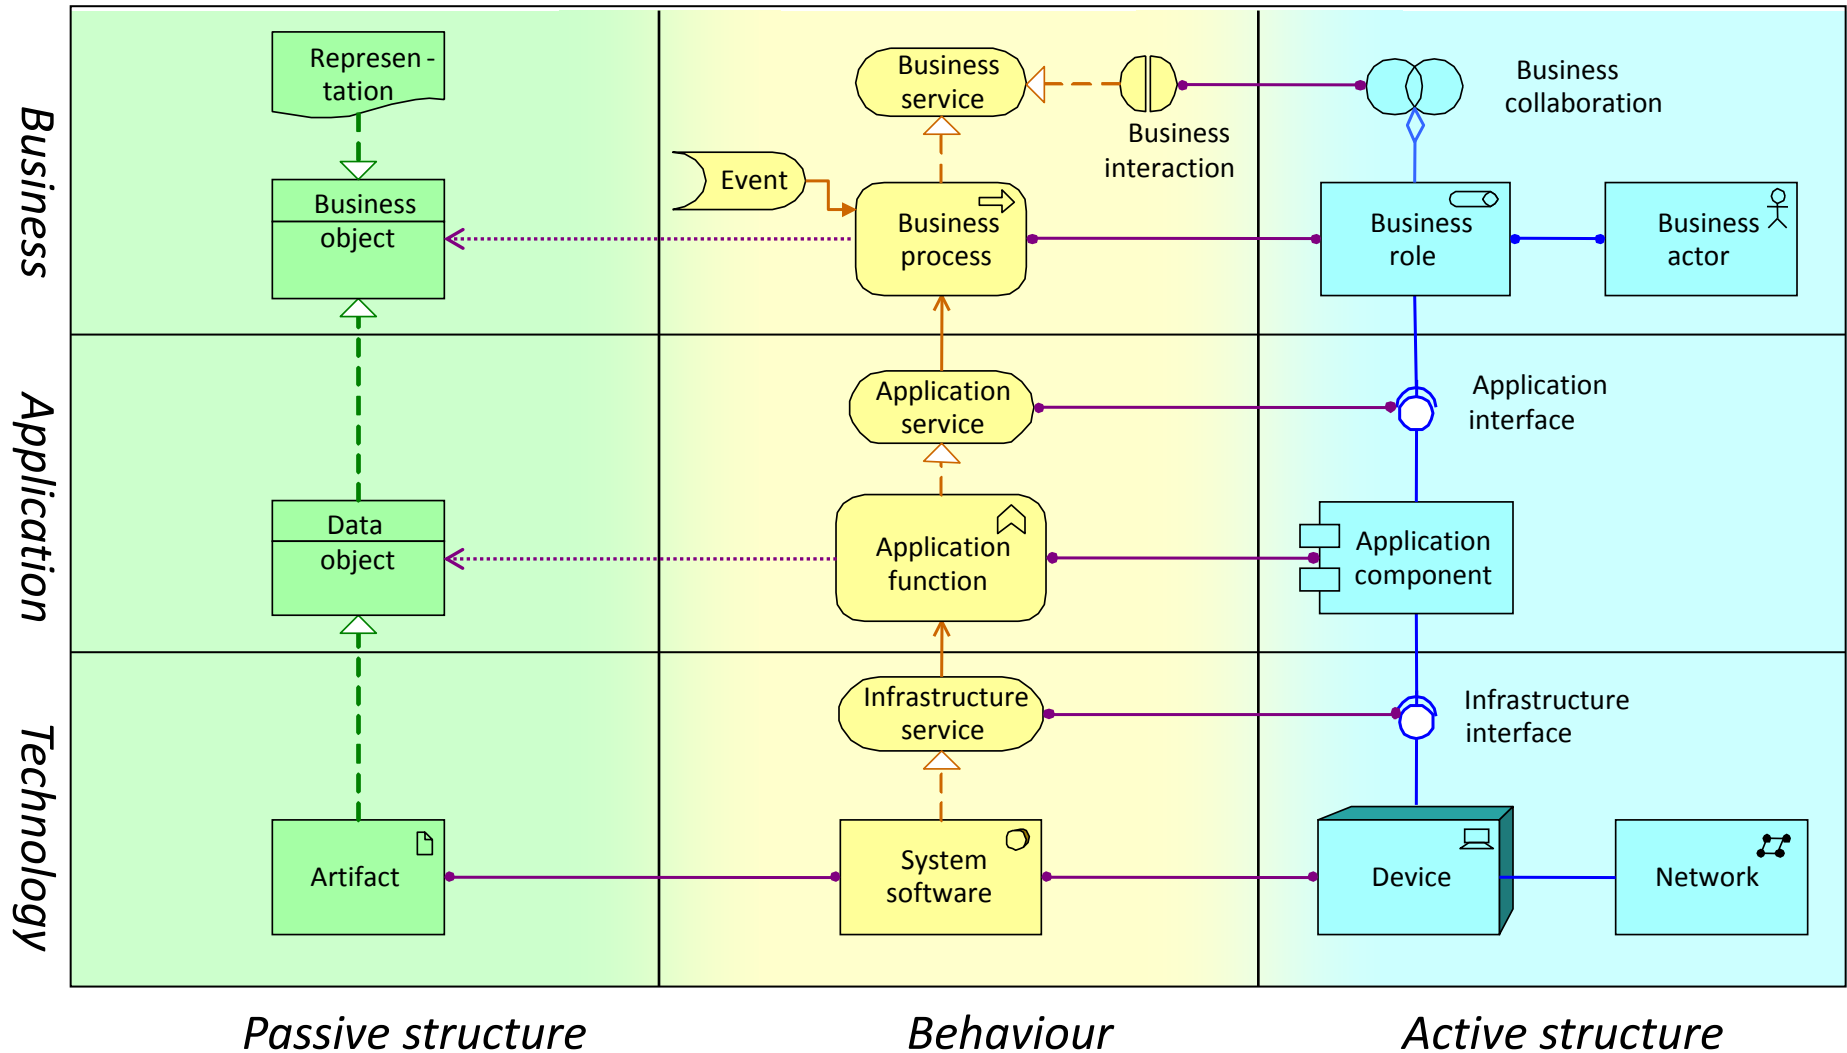 Business
Represen -
tation
Business
object
Business
service
Business
interaction
Event
Business
process
Business
collaboration
Business
role
Business
actor
Application
Data
object
Application
service
Application
function
Application
interface
Application
component
Technology
Artifact
Infrastructure
service
System
software
Infrastructure
interface
Device
Network
Passive structure
Behaviour
Active structure